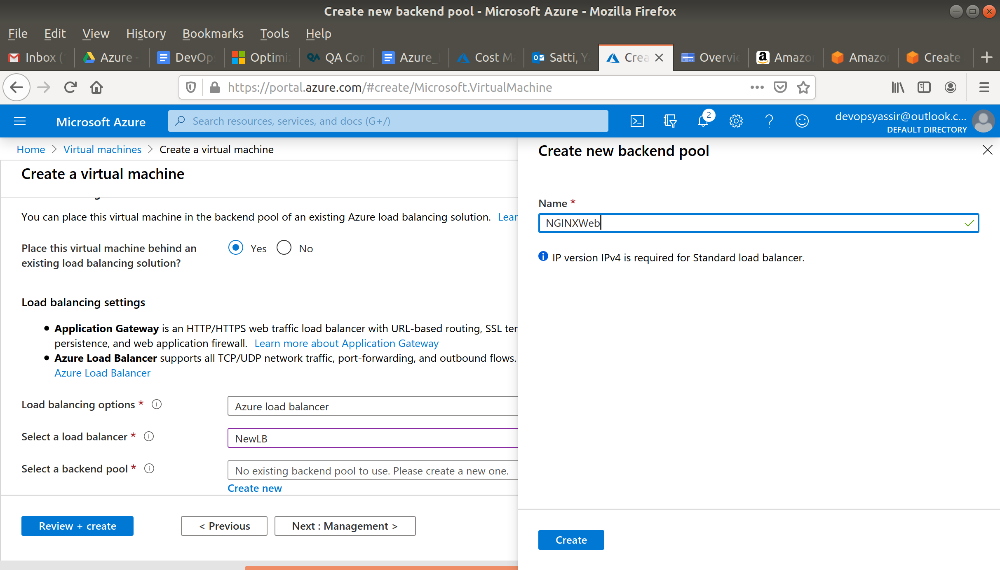 Create new backend pool - Microsoft Azure - Mozilla Firefox
File Edit View History Bookmarks Tools Help
Inbox ( Azure - DevOps Optimiz QA Con Azure_ Cost Ma Satti, Y Crea Overvie Amazon Amazon Create
https://portal.azure.com/#create/Microsoft.VirtualMachine
Microsoft Azure
Search resources, services, and docs (G+/)
2
devopsyassir@outlook.c...
DEFAULT DIRECTORY
Home > Virtual machines > Create a virtual machine
Create a virtual machine
You can place this virtual machine in the backend pool of an existing Azure load balancing solution. Lear
Place this virtual machine behind an
existing load balancing solution?
Yes No
Load balancing settings
Application Gateway is an HTTP/HTTPS web traffic load balancer with URL-based routing, SSL ter
persistence, and web application firewall. Learn more about Application Gateway
Azure Load Balancer supports all TCP/UDP network traffic, port-forwarding, and outbound flows.
Azure Load Balancer
Load balancing options *
Azure load balancer
Select a load balancer *
NewLB
Select a backend pool *
No existing backend pool to use. Please create a new one.
Create new
Review + create
< Previous
Next : Management >
Create new backend pool
Name *
NGINXWeb
IP version IPv4 is required for Standard load balancer.
Create